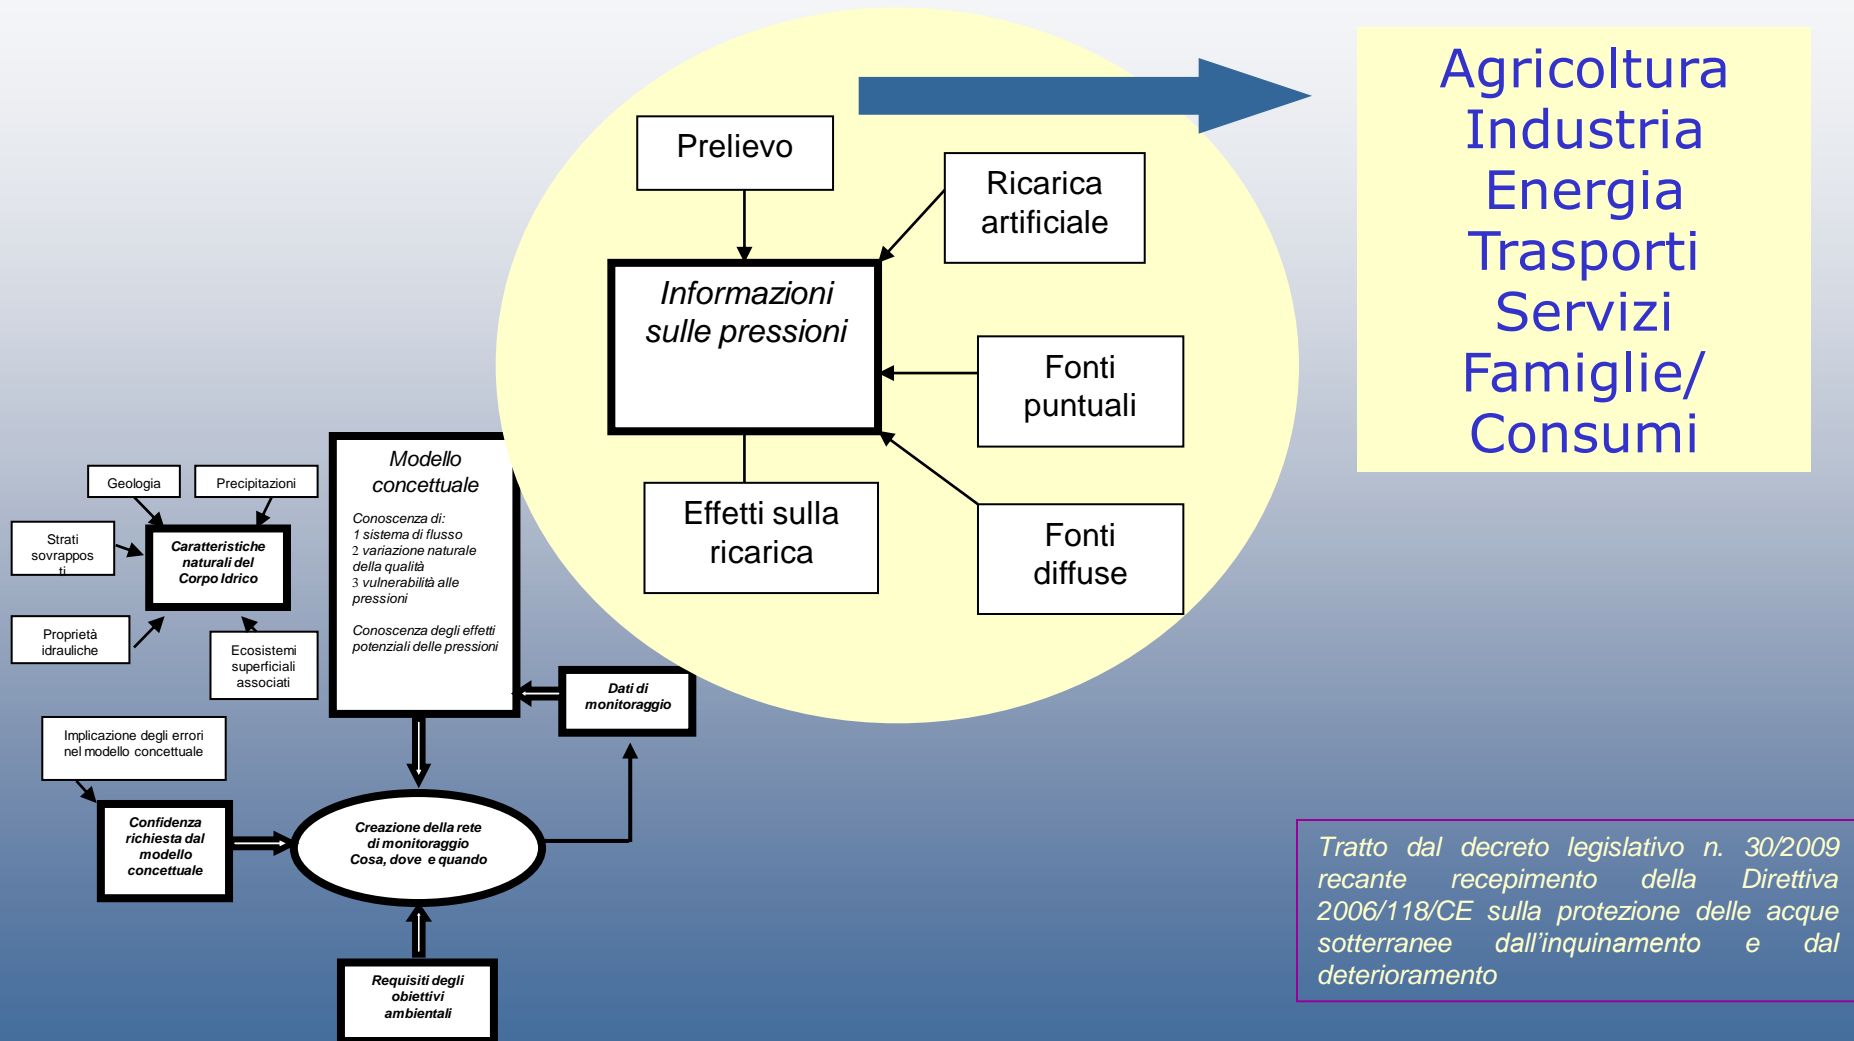 Agricoltura
Industria
Energia
Trasporti
Servizi
Famiglie/
Consumi
Prelievo
Ricarica
artificiale
Informazioni
sulle pressioni
Fonti
puntuali
Effetti sulla
ricarica
Fonti
diffuse
Modello
concettuale
Conoscenza di:
1 sistema di flusso
2 variazione naturale
della qualità
3 vulnerabilità alle
pressioni
Conoscenza degli effetti
potenziali delle pressioni
Geologia
Precipitazioni
Strati
sovrappos
ti
Caratteristiche
naturali del
Corpo Idrico
Proprietà
idrauliche
Ecosistemi
superficiali
associati
Dati di
monitoraggio
Implicazione degli errori
nel modello concettuale
Confidenza
richiesta dal
modello
concettuale
Creazione della rete
di monitoraggio
Cosa, dove e quando
Requisiti degli
obiettivi
ambientali
Tratto dal decreto legislativo n. 30/2009
recante recepimento della Direttiva
2006/118/CE sulla protezione delle acque
sotterranee dall'inquinamento e dal
deterioramento